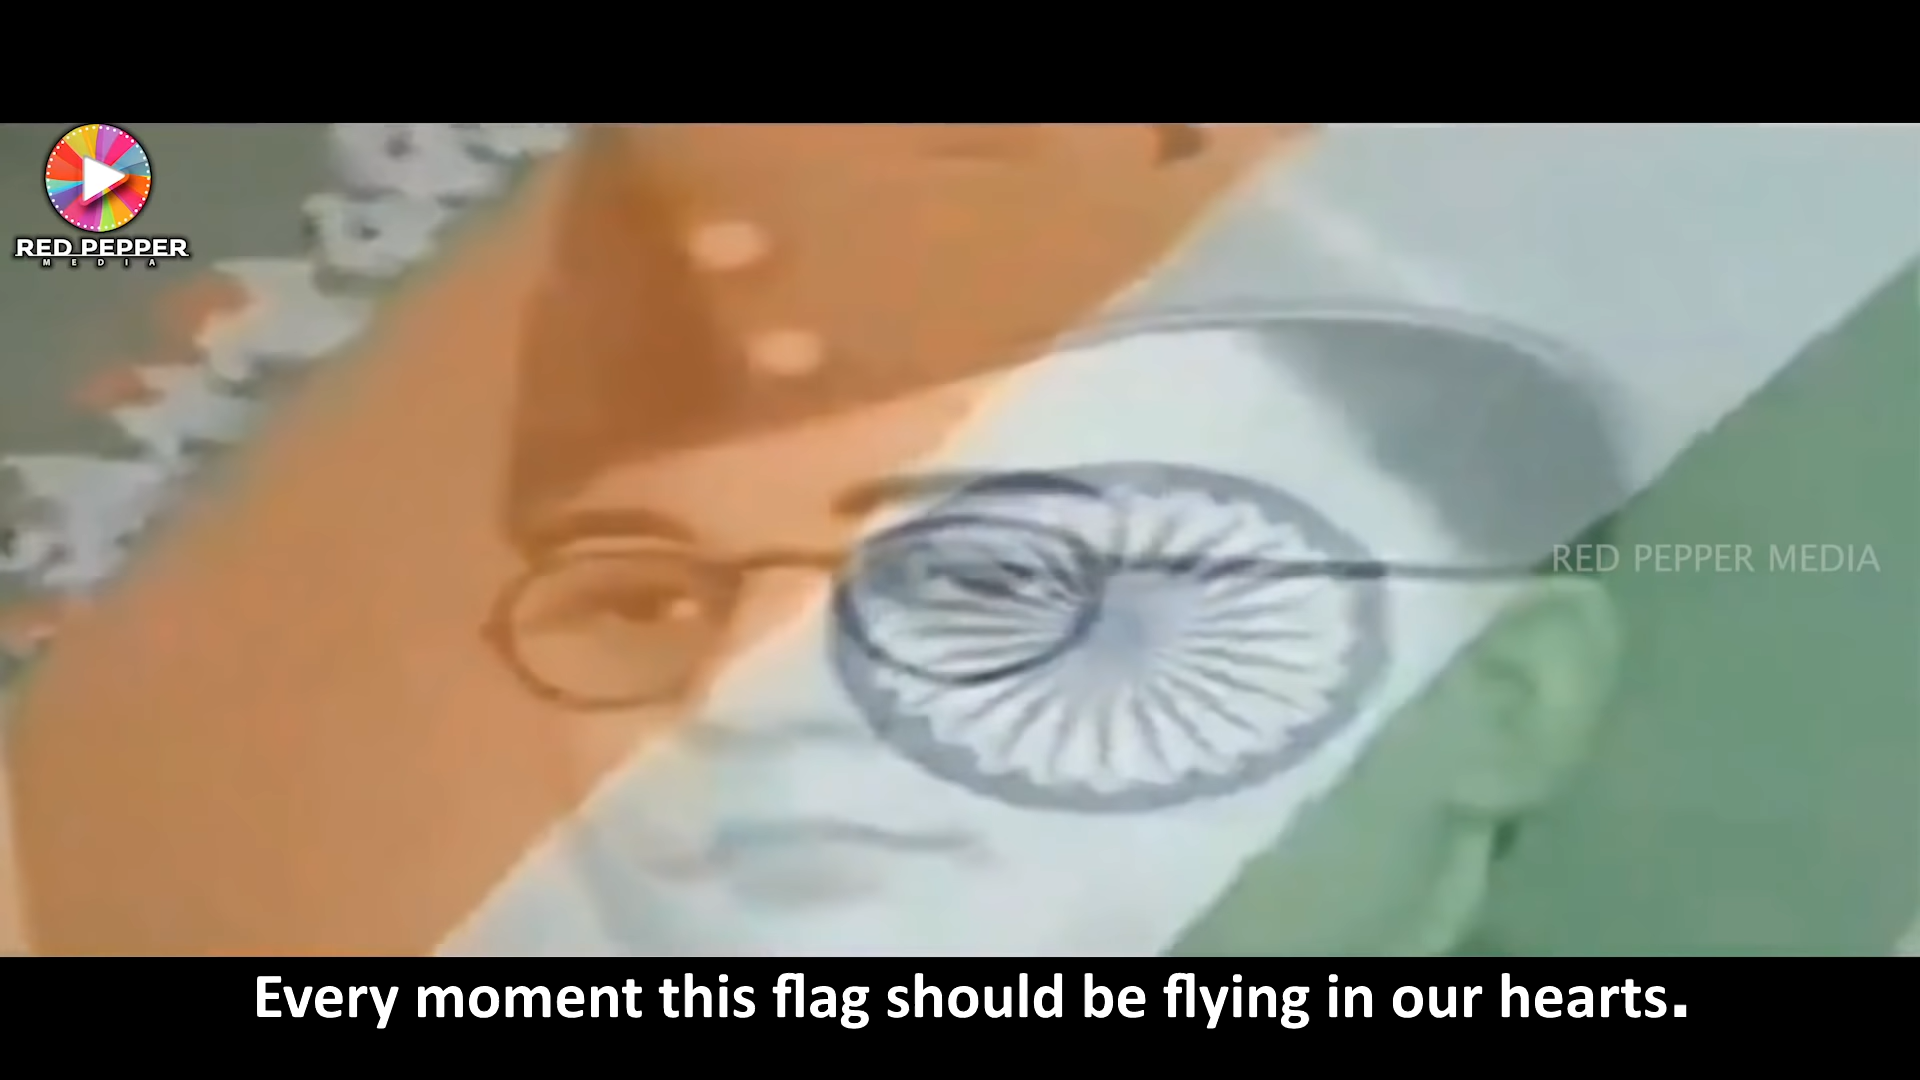 RED PEPPER
MEDIA
RED PEPPER MEDIA
Every moment this flag should be flying in our hearts.